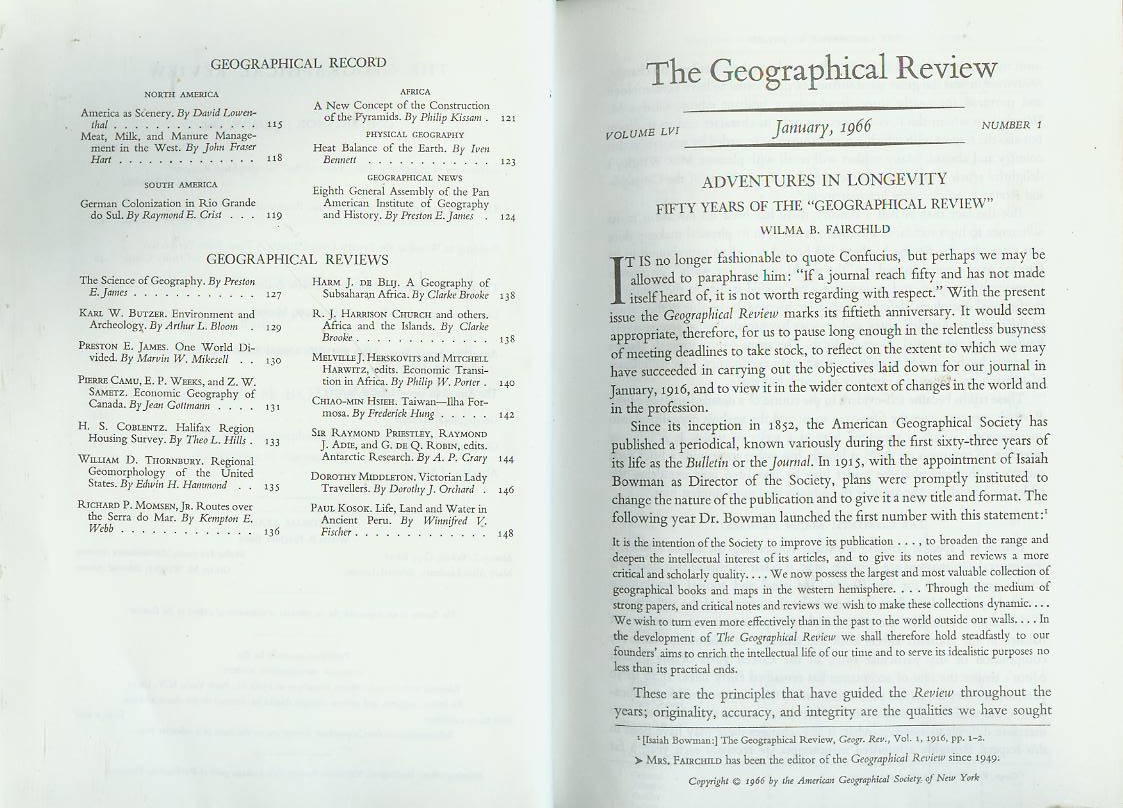 GEOGRAPHICAL RECORD
NORTH AMERICA
America as Scenery. By David Lowen-
thal . . . . . . . . . . . . . . 115
Meat, Milk, and Manure Manage-
ment in the West. By John Fraser
Hart . . . . . . . . . . . . . . 118
SOUTH AMERICA
German Colonization in Rio Grande
do Sul. By Raymond E. Crist . . . 119
AFRICA
A New Concept of the Construction
of the Pyramids. By Philip Kissam . 121
PHYSICAL GEOGRAPHY
Heat Balance of the Earth. By Iven
Bennett . . . . . . . . . . . . 123
GEOGRAPHICAL NEWS
Eighth General Assembly of the Pan
American Institute of Geography
and History. By Preston E. James . 124
GEOGRAPHICAL REVIEWS
The Science of Geography. By Preston
E. James . . . . . . . . . . . . 127
KARL W. BUTZER. Environment and
Archeology. By Arthur L. Bloom . 129
PRESTON E. JAMES. One World Di-
vided. By Marvin W. Mikesell . . 130
PIERRE CAMU, E. P. WEEKS, and Z. W.
SAMETZ. Economic Geography of
Canada. By Jean Gottmann . . . . 131
H. S. COBLENTZ. Halifax Region
Housing Survey. By Theo L. Hills . 133
WILLIAM D. THORNBURY. Regional
Geomorphology of the United
States. By Edwin H. Hammond . . 135
RICHARD P. MOMSEN, JR. Routes over
the Serra do Mar. By Kempton E.
Webb . . . . . . . . . . . . . 136
HARM J. DE BLIJ. A Geography of
Subsaharan Africa. By Clarke Brooke 138
R. J. HARRISON CHURCH and others.
Africa and the Islands. By Clarke
Brooke . . . . . . . . . . . . . 138
MELVILLE J. HERSKOVITS and MITCHELL
HARWITZ, edits. Economic Transi-
tion in Africa. By Philip W. Porter . 140
CHIAO-MIN HSIEH. Taiwan—Ilha For-
mosa. By Frederick Hung . . . . . 142
SIR RAYMOND PRIESTLEY, RAYMOND
J. ADIE, and G. DE Q. ROBIN, edits.
Antarctic Research. By A. P. Crary 144
DOROTHY MIDDLETON. Victorian Lady
Travellers. By Dorothy J. Orchard . 146
PAUL KOSOK. Life, Land and Water in
Ancient Peru. By Winnifred V.
Fischer . . . . . . . . . . . . . 148
The Geographical Review
VOLUME LVI January, 1966 NUMBER 1
ADVENTURES IN LONGEVITY
FIFTY YEARS OF THE "GEOGRAPHICAL REVIEW"
WILMA B. FAIRCHILD
IT IS no longer fashionable to quote Confucius, but perhaps we may be
allowed to paraphrase him: "If a journal reach fifty and has not made
itself heard of, it is not worth regarding with respect." With the present
issue the Geographical Review marks its fiftieth anniversary. It would seem
appropriate, therefore, for us to pause long enough in the relentless busyness
of meeting deadlines to take stock, to reflect on the extent to which we may
have succeeded in carrying out the objectives laid down for our journal in
January, 1916, and to view it in the wider context of changes in the world and
in the profession.
Since its inception in 1852, the American Geographical Society has
published a periodical, known variously during the first sixty-three years of
its life as the Bulletin or the Journal. In 1915, with the appointment of Isaiah
Bowman as Director of the Society, plans were promptly instituted to
change the nature of the publication and to give it a new title and format. The
following year Dr. Bowman launched the first number with this statement:¹
It is the intention of the Society to improve its publication . . . , to broaden the range and
deepen the intellectual interest of its articles, and to give its notes and reviews a more
critical and scholarly quality. . . . We now possess the largest and most valuable collection of
geographical books and maps in the western hemisphere. . . . Through the medium of
strong papers, and critical notes and reviews we wish to make these collections dynamic. . . .
We wish to turn even more effectively than in the past to the world outside our walls. . . . In
the development of The Geographical Review we shall therefore hold steadfastly to our
founders' aims to enrich the intellectual life of our time and to serve its idealistic purposes no
less than its practical ends.
These are the principles that have guided the Review throughout the
years; originality, accuracy, and integrity are the qualities we have sought
¹ [Isaiah Bowman:] The Geographical Review, Geogr. Rev., Vol. 1, 1916, pp. 1–2.
➤ MRS. FAIRCHILD has been the editor of the Geographical Review since 1949.
Copyright © 1966 by the American Geographical Society of New York